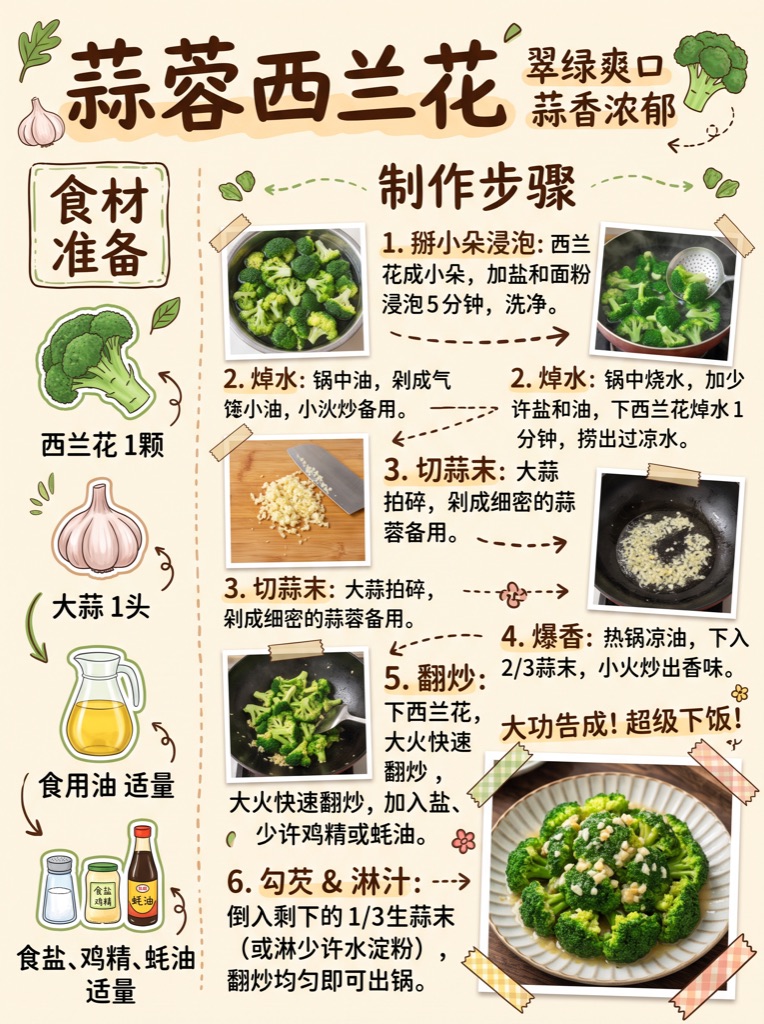 蒜蓉西兰花
翠绿爽口
蒜香浓郁
食材
准备
西兰花 1颗
大蒜 1头
食用油 适量
食盐
鸡精
蚝油
食盐、鸡精、蚝油
适量
制作步骤
1. 掰小朵浸泡: 西兰
花成小朵，加盐和面粉
浸泡5分钟，洗净。
2. 焯水: 锅中油，剁成气
小油，小火炒备用。
2. 焯水: 锅中烧水，加少
许盐和油，下西兰花焯水1
分钟，捞出过凉水。
3. 切蒜末: 大蒜
拍碎，剁成细密的蒜
蓉备用。
3. 切蒜末: 大蒜拍碎，
剁成细密的蒜蓉备用。
4. 爆香: 热锅凉油，下入
2/3蒜末，小火炒出香味。
5. 翻炒:
下西兰花，
大火快速
翻炒，
大火快速翻炒，加入盐、
少许鸡精或蚝油。
6. 勾芡 & 淋汁:
倒入剩下的1/3生蒜末
（或淋少许水淀粉），
翻炒均匀即可出锅。
大功告成! 超级下饭!